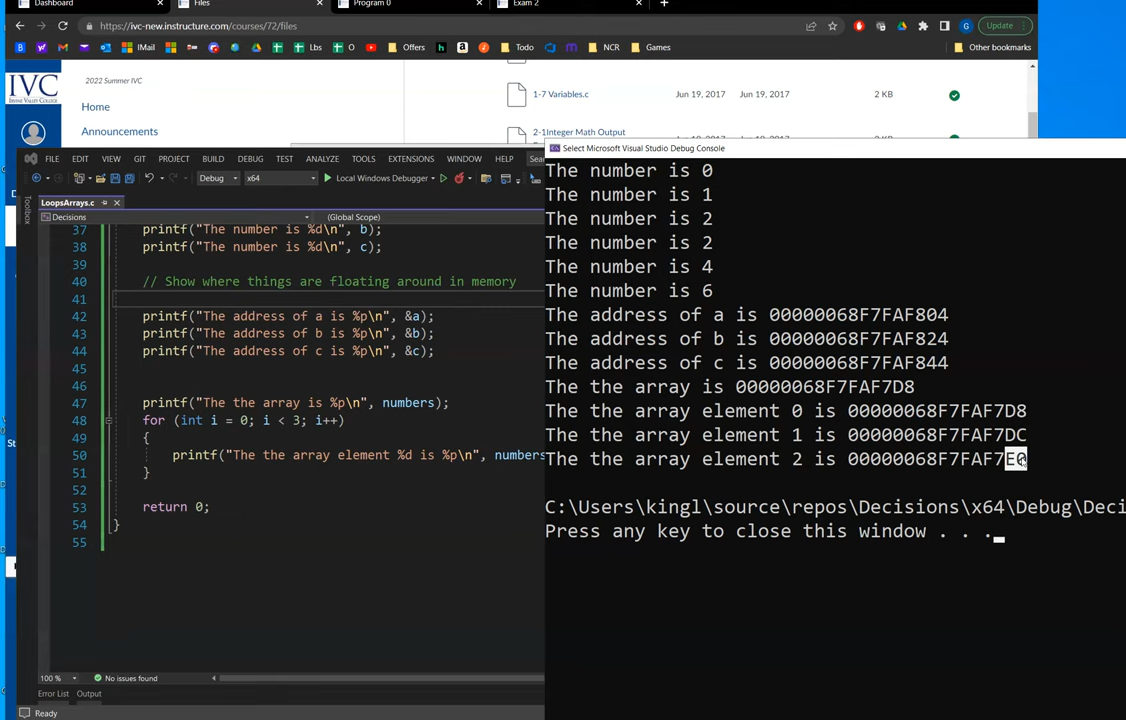 Dashboard
Files
Program 0
Exam 2
https://ivc-new.instructure.com/courses/72/files
G
Update
IMail
Lbs
O
Offers
Todo
NCR
Games
Other bookmarks
IVC
2022 Summer IVC
Home
Announcements
1-7 Variables.c
Jun 19, 2017
Jun 19, 2017
2 KB
2-1Integer Math Output
FILE EDIT VIEW GIT PROJECT BUILD DEBUG TEST ANALYZE TOOLS EXTENSIONS WINDOW HELP
Debug x64 Local Windows Debugger
Toolbox
LoopsArrays.c
Decisions (Global Scope)
37 printf("The number is %d\n", b);
38 printf("The number is %d\n", c);
39
40 // Show where things are floating around in memory
41
42 printf("The address of a is %p\n", &a);
43 printf("The address of b is %p\n", &b);
44 printf("The address of c is %p\n", &c);
45
46
47 printf("The the array is %p\n", numbers);
48 for (int i = 0; i < 3; i++)
49 {
50 printf("The the array element %d is %p\n", numbers
51 }
52
53 return 0;
54 }
55
100 % No issues found
Error List Output
Ready
Select Microsoft Visual Studio Debug Console
The number is 0
The number is 1
The number is 2
The number is 2
The number is 4
The number is 6
The address of a is 00000068F7FAF804
The address of b is 00000068F7FAF824
The address of c is 00000068F7FAF844
The the array is 00000068F7FAF7D8
The the array element 0 is 00000068F7FAF7D8
The the array element 1 is 00000068F7FAF7DC
The the array element 2 is 00000068F7FAF7E0
C:\Users\kingl\source\repos\Decisions\x64\Debug\Deci
Press any key to close this window . . .